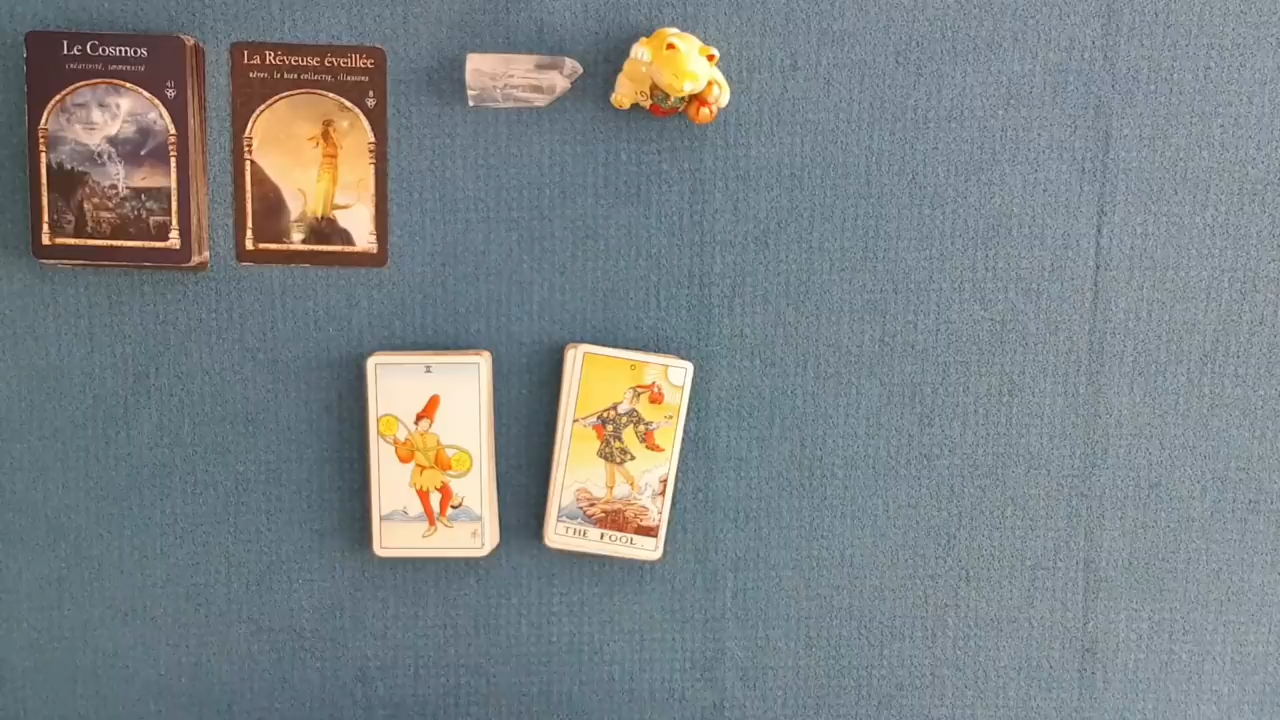 Le Cosmos
créativité, immensité
41
La Rêveuse éveillée
rêves, le bien collectif, illusions
8
II
0
THE FOOL.